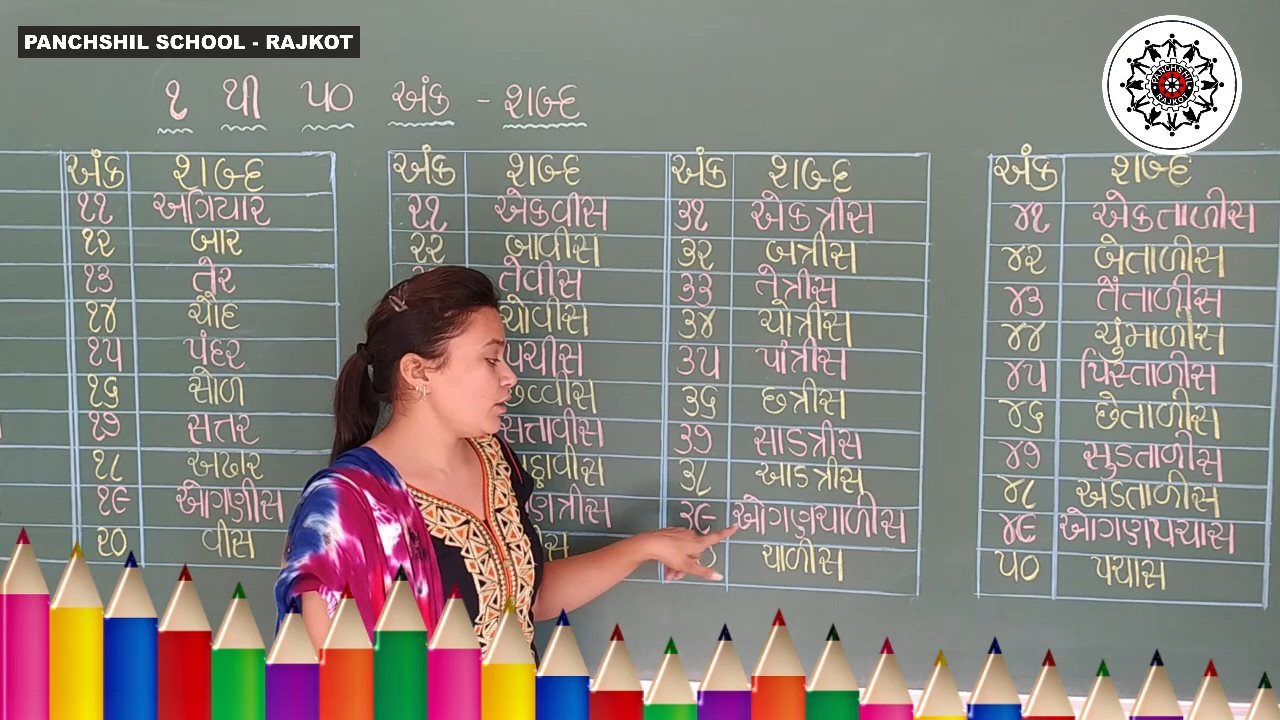 PANCHSHIL SCHOOL - RAJKOT
PANCHSHIL
RAJKOT
૧ થી ૫૦ અંક - શબ્દ
અંક શબ્દ અંક શબ્દ અંક શબ્દ અંક શબ્દ
૧૧ અગિયાર ૨૧ એકવીસ ૩૧ એકત્રીસ ૪૧ એકતાળીસ
૧૨ બાર ૨૨ બાવીસ ૩૨ બત્રીસ ૪૨ બેતાળીસ
૧૩ તેર તેવીસ ૩૩ તેત્રીસ ૪૩ તેંતાળીસ
૧૪ ચૌદ ચોવીસ ૩૪ ચોત્રીસ ૪૪ ચુંમાળીસ
૧૫ પંદર પચીસ ૩૫ પાંત્રીસ ૪૫ પિસ્તાળીસ
૧૬ સોળ છવ્વીસ ૩૬ છત્રીસ ૪૬ છેતાળીસ
૧૭ સત્તર સત્તાવીસ ૩૭ સાડત્રીસ ૪૭ સુડતાળીસ
૧૮ અઢાર ૩૮ આડત્રીસ ૪૮ અડતાળીસ
૧૯ ઓગણીસ ૩૯ ઓગણચાળીસ ૪૯ ઓગણપચાસ
૨૦ વીસ ચાળીસ ૫૦ પચાસ